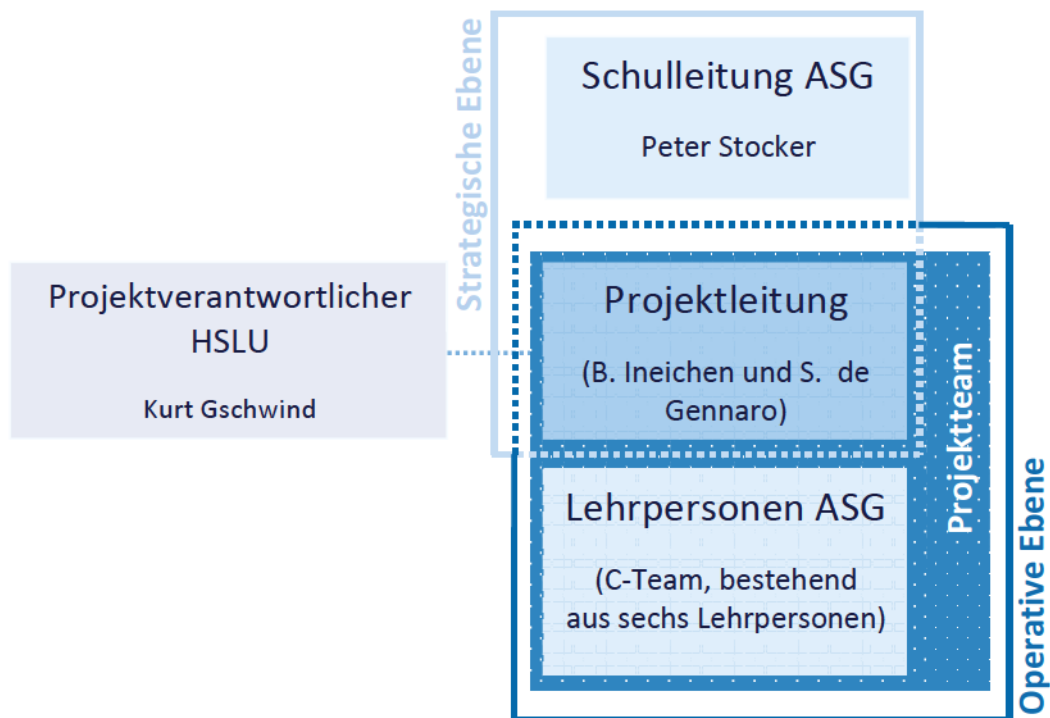 Strategische Ebene
Schulleitung ASG
Peter Stocker
Projektverantwortlicher
HSLU
Kurt Gschwind
Projektleitung
(B. Ineichen und S. de
Gennaro)
Lehrpersonen ASG
(C-Team, bestehend
aus sechs Lehrpersonen)
Projektteam
Operative Ebene